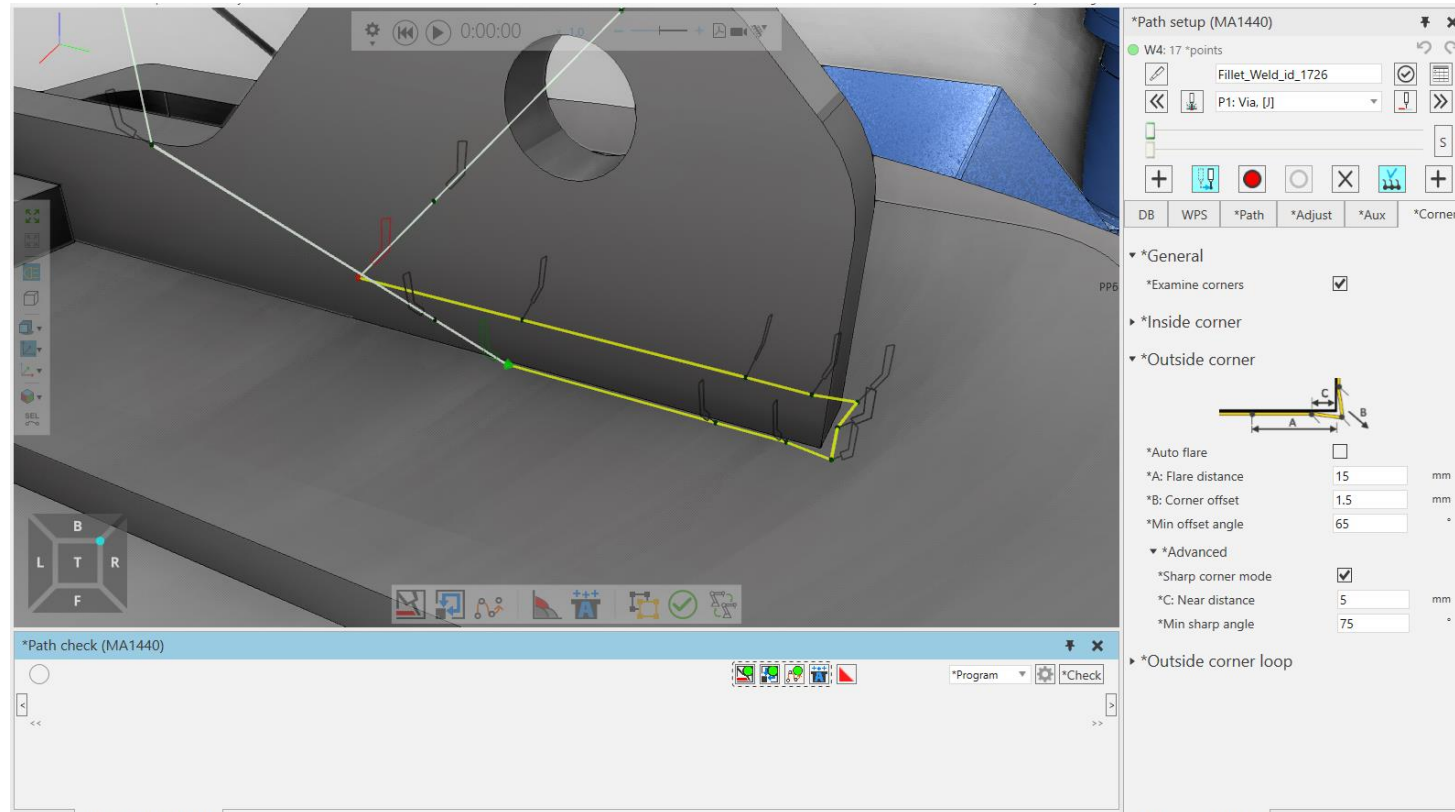 0:00:00
1.0
PP6
SEL
B
L T R
F
*Path check (MA1440)
*Program
*Check
<
>
<<
>>
*Path setup (MA1440)
W4: 17 *points
Fillet_Weld_id_1726
P1: Via, [J]
S
DB WPS *Path *Adjust *Aux *Corner
*General
*Examine corners
*Inside corner
*Outside corner
C
B
A
*Auto flare
*A: Flare distance 15 mm
*B: Corner offset 1.5 mm
*Min offset angle 65 °
*Advanced
*Sharp corner mode
*C: Near distance 5 mm
*Min sharp angle 75 °
*Outside corner loop